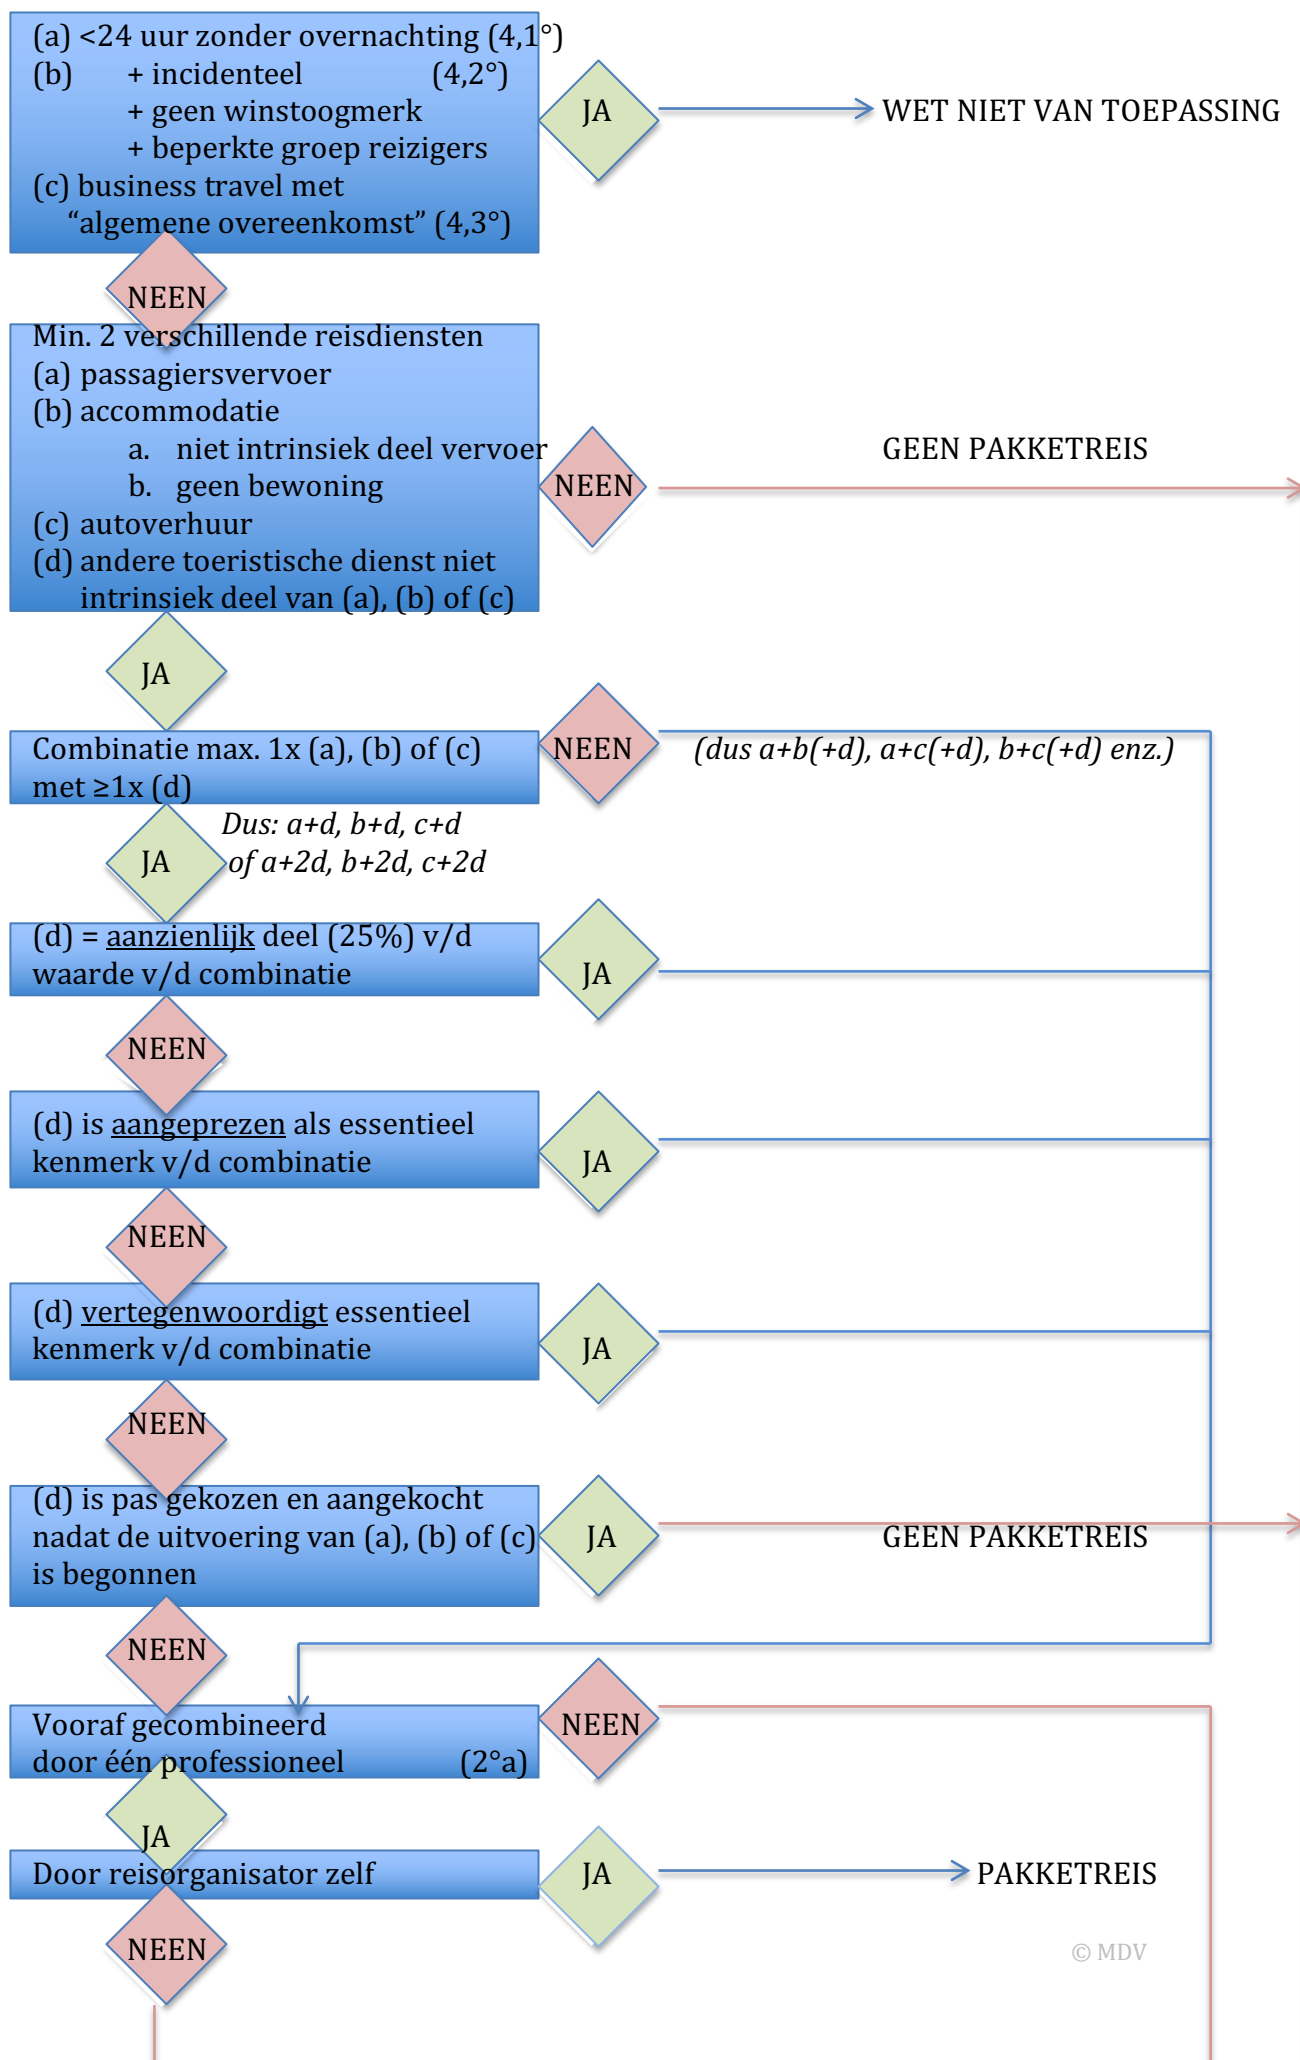 (a) <24 uur zonder overnachting (4,1°)
(b) + incidenteel (4,2°)
+ geen winstoogmerk
+ beperkte groep reizigers
(c) business travel met
“algemene overeenkomst” (4,3°)
JA
WET NIET VAN TOEPASSING
NEEN
Min. 2 verschillende reisdiensten
(a) passagiersvervoer
(b) accommodatie
a. niet intrinsiek deel vervoer
b. geen bewoning
(c) autoverhuur
(d) andere toeristische dienst niet
intrinsiek deel van (a), (b) of (c)
NEEN
GEEN PAKKETREIS
JA
Combinatie max. 1x (a), (b) of (c)
met ≥1x (d)
NEEN
(dus a+b(+d), a+c(+d), b+c(+d) enz.)
JA
Dus: a+d, b+d, c+d
of a+2d, b+2d, c+2d
(d) = aanzienlijk deel (25%) v/d
waarde v/d combinatie
JA
NEEN
(d) is aangeprezen als essentieel
kenmerk v/d combinatie
JA
NEEN
(d) vertegenwoordigt essentieel
kenmerk v/d combinatie
JA
NEEN
(d) is pas gekozen en aangekocht
nadat de uitvoering van (a), (b) of (c)
is begonnen
JA
GEEN PAKKETREIS
NEEN
Vooraf gecombineerd
door één professioneel (2°a)
NEEN
JA
Door reisorganisator zelf
JA
PAKKETREIS
NEEN
© MDV